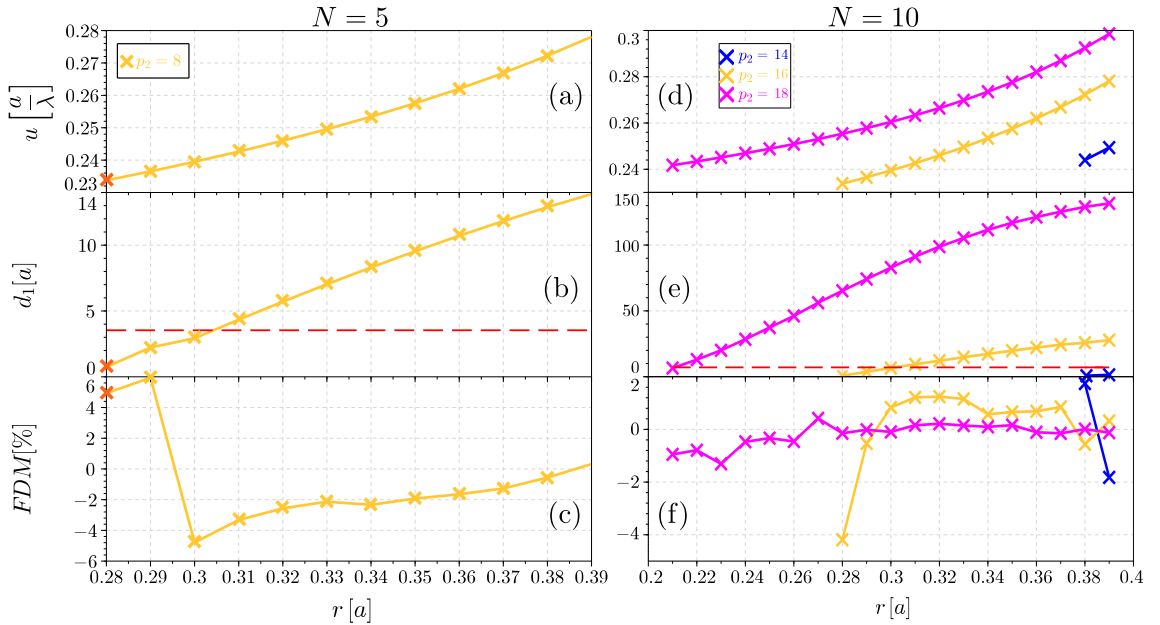 N = 5
N = 10
0.28
0.27
0.26
0.25
0.24
0.23
u [a/λ]
p₂ = 8
(a)
0.3
0.28
0.26
0.24
p₂ = 14
p₂ = 16
p₂ = 18
(d)
14
10
5
0
d₁[a]
(b)
150
100
50
0
(e)
6
4
2
0
−2
−4
−6
FDM[%]
(c)
2
0
−2
−4
(f)
0.28 0.29 0.3 0.31 0.32 0.33 0.34 0.35 0.36 0.37 0.38 0.39
r [a]
0.2 0.22 0.24 0.26 0.28 0.3 0.32 0.34 0.36 0.38 0.4
r [a]